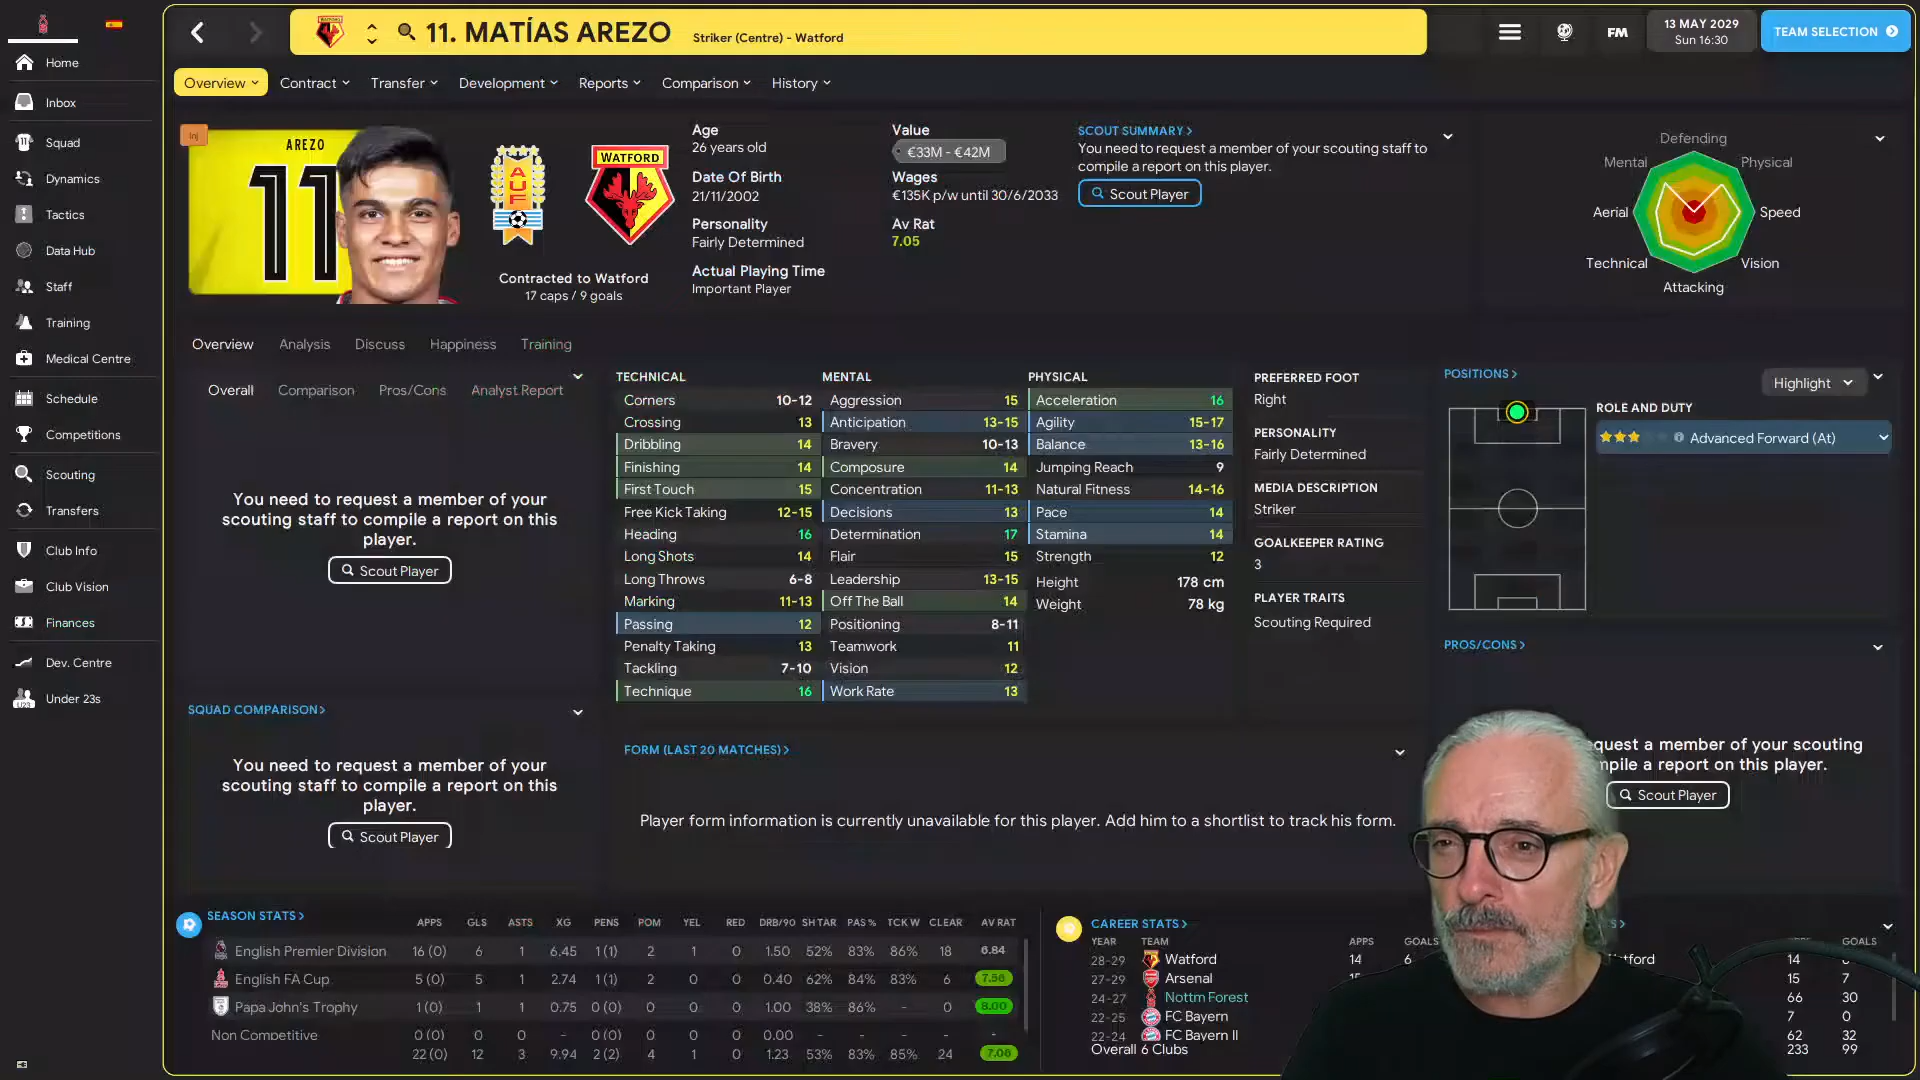 Home
Inbox
Squad
Dynamics
Tactics
Data Hub
Staff
Training
Medical Centre
Schedule
Competitions
Scouting
Transfers
Club Info
Club Vision
Finances
Dev. Centre
Under 23s
11. MATÍAS AREZO
Striker (Centre) - Watford
FM
13 MAY 2029
Sun 16:30
TEAM SELECTION
Overview
Contract
Transfer
Development
Reports
Comparison
History
Inj
AREZO
11
AUF
WATFORD
Contracted to Watford
17 caps / 9 goals
Age
26 years old
Date Of Birth
21/11/2002
Personality
Fairly Determined
Actual Playing Time
Important Player
Value
€33M - €42M
Wages
€135K p/w until 30/6/2033
Av Rat
7.05
SCOUT SUMMARY >
You need to request a member of your scouting staff to
compile a report on this player.
Scout Player
Defending
Mental
Physical
Aerial
Speed
Technical
Vision
Attacking
Overview
Analysis
Discuss
Happiness
Training
Overall
Comparison
Pros/Cons
Analyst Report
You need to request a member of your
scouting staff to compile a report on this
player.
Scout Player
SQUAD COMPARISON >
You need to request a member of your
scouting staff to compile a report on this
player.
Scout Player
TECHNICAL
Corners 10-12
Crossing 13
Dribbling 14
Finishing 14
First Touch 15
Free Kick Taking 12-15
Heading 16
Long Shots 14
Long Throws 6-8
Marking 11-13
Passing 12
Penalty Taking 13
Tackling 7-10
Technique 16
MENTAL
Aggression 15
Anticipation 13-15
Bravery 10-13
Composure 14
Concentration 11-13
Decisions 13
Determination 17
Flair 15
Leadership 13-15
Off The Ball 14
Positioning 8-11
Teamwork 11
Vision 12
Work Rate 13
PHYSICAL
Acceleration 16
Agility 15-17
Balance 13-16
Jumping Reach 9
Natural Fitness 14-16
Pace 14
Stamina 14
Strength 12
Height 178 cm
Weight 78 kg
PREFERRED FOOT
Right
PERSONALITY
Fairly Determined
MEDIA DESCRIPTION
Striker
GOALKEEPER RATING
3
PLAYER TRAITS
Scouting Required
POSITIONS >
Highlight
ROLE AND DUTY
Advanced Forward (At)
PROS/CONS >
quest a member of your scouting
mpile a report on this player.
Scout Player
FORM (LAST 20 MATCHES) >
Player form information is currently unavailable for this player. Add him to a shortlist to track his form.
SEASON STATS > APPS GLS ASTS XG PENS POM YEL RED DRB/90 SH TAR PAS % TCK W CLEAR AV RAT
English Premier Division 16 (0) 6 1 6.45 1 (1) 2 1 0 1.50 52% 83% 86% 18 6.84
English FA Cup 5 (0) 5 1 2.74 1 (1) 2 0 0 0.40 62% 84% 83% 6 7.56
Papa John's Trophy 1 (0) 1 1 0.75 0 (0) 0 0 0 1.00 38% 86% - 0 8.00
Non Competitive 0 (0) 0 0 - 0 (0) 0 0 0 0.00 - - - - -
22 (0) 12 3 9.94 2 (2) 4 1 0 1.23 53% 83% 85% 24 7.06
CAREER STATS >
YEAR TEAM APPS GOALS
28-29 Watford 14 6
27-29 Arsenal
24-27 Nottm Forest
22-25 FC Bayern
22-24 FC Bayern II
Overall 6 Clubs
S >
GOALS
14
15 7
66 30
7 0
62 32
233 99